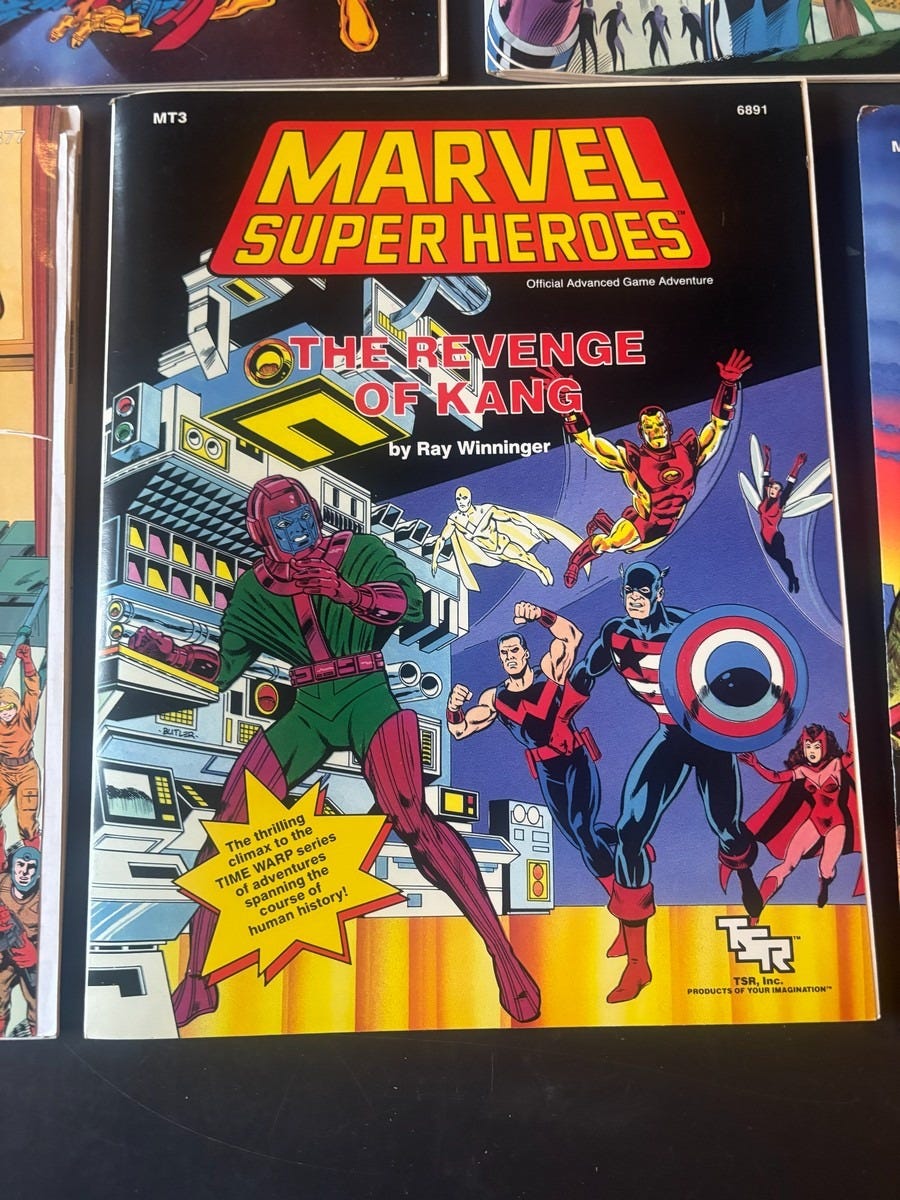 MT3
6891
MARVEL
SUPER HEROES™
Official Advanced Game Adventure
THE REVENGE
OF KANG
by Ray Winninger
-BUTLER-
The thrilling
climax to the
TIME WARP series
of adventures
spanning the
course of
human history!
TSR™
TSR, Inc.
PRODUCTS OF YOUR IMAGINATION™